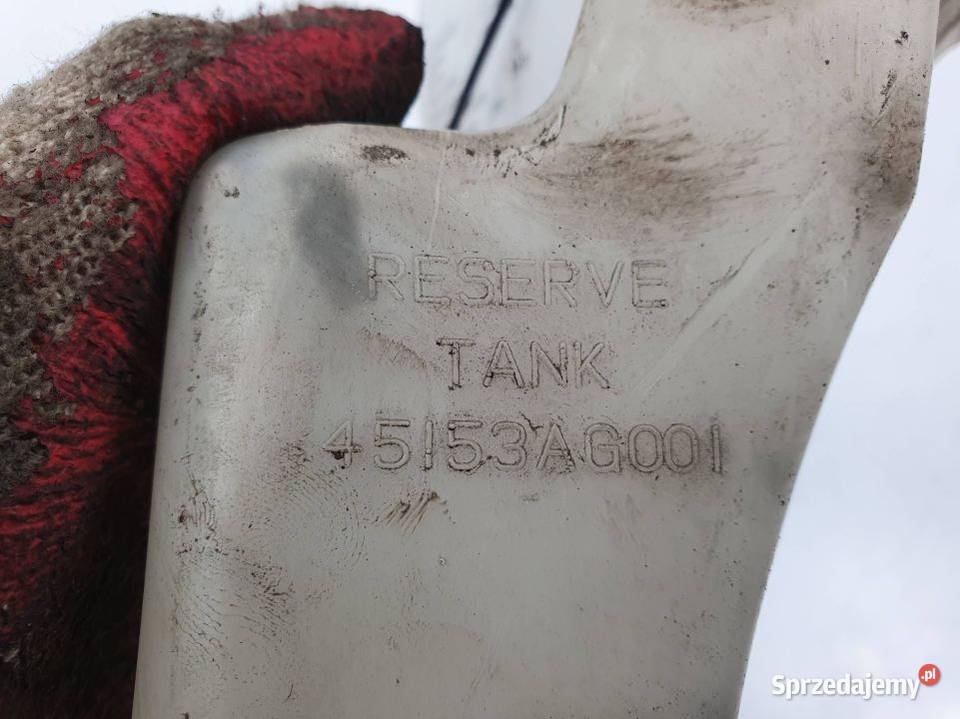 RESERVE
TANK
45153AG001
Sprzedajemy.pl